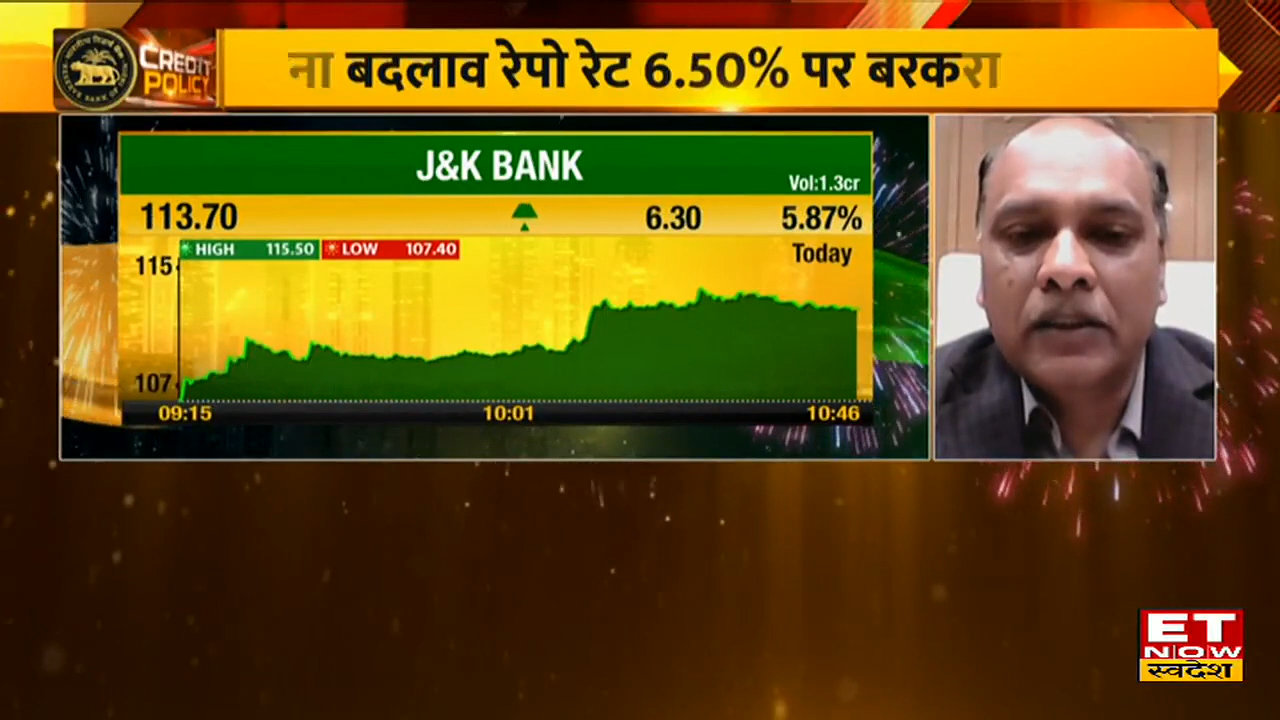 CREDIT
POLICY
ना बदलाव रेपो रेट 6.50% पर बरकरा
J&K BANK
Vol:1.3cr
113.70 6.30 5.87%
HIGH 115.50 LOW 107.40
Today
115
107
09:15 10:01 10:46
ET
NOW
स्वदेश